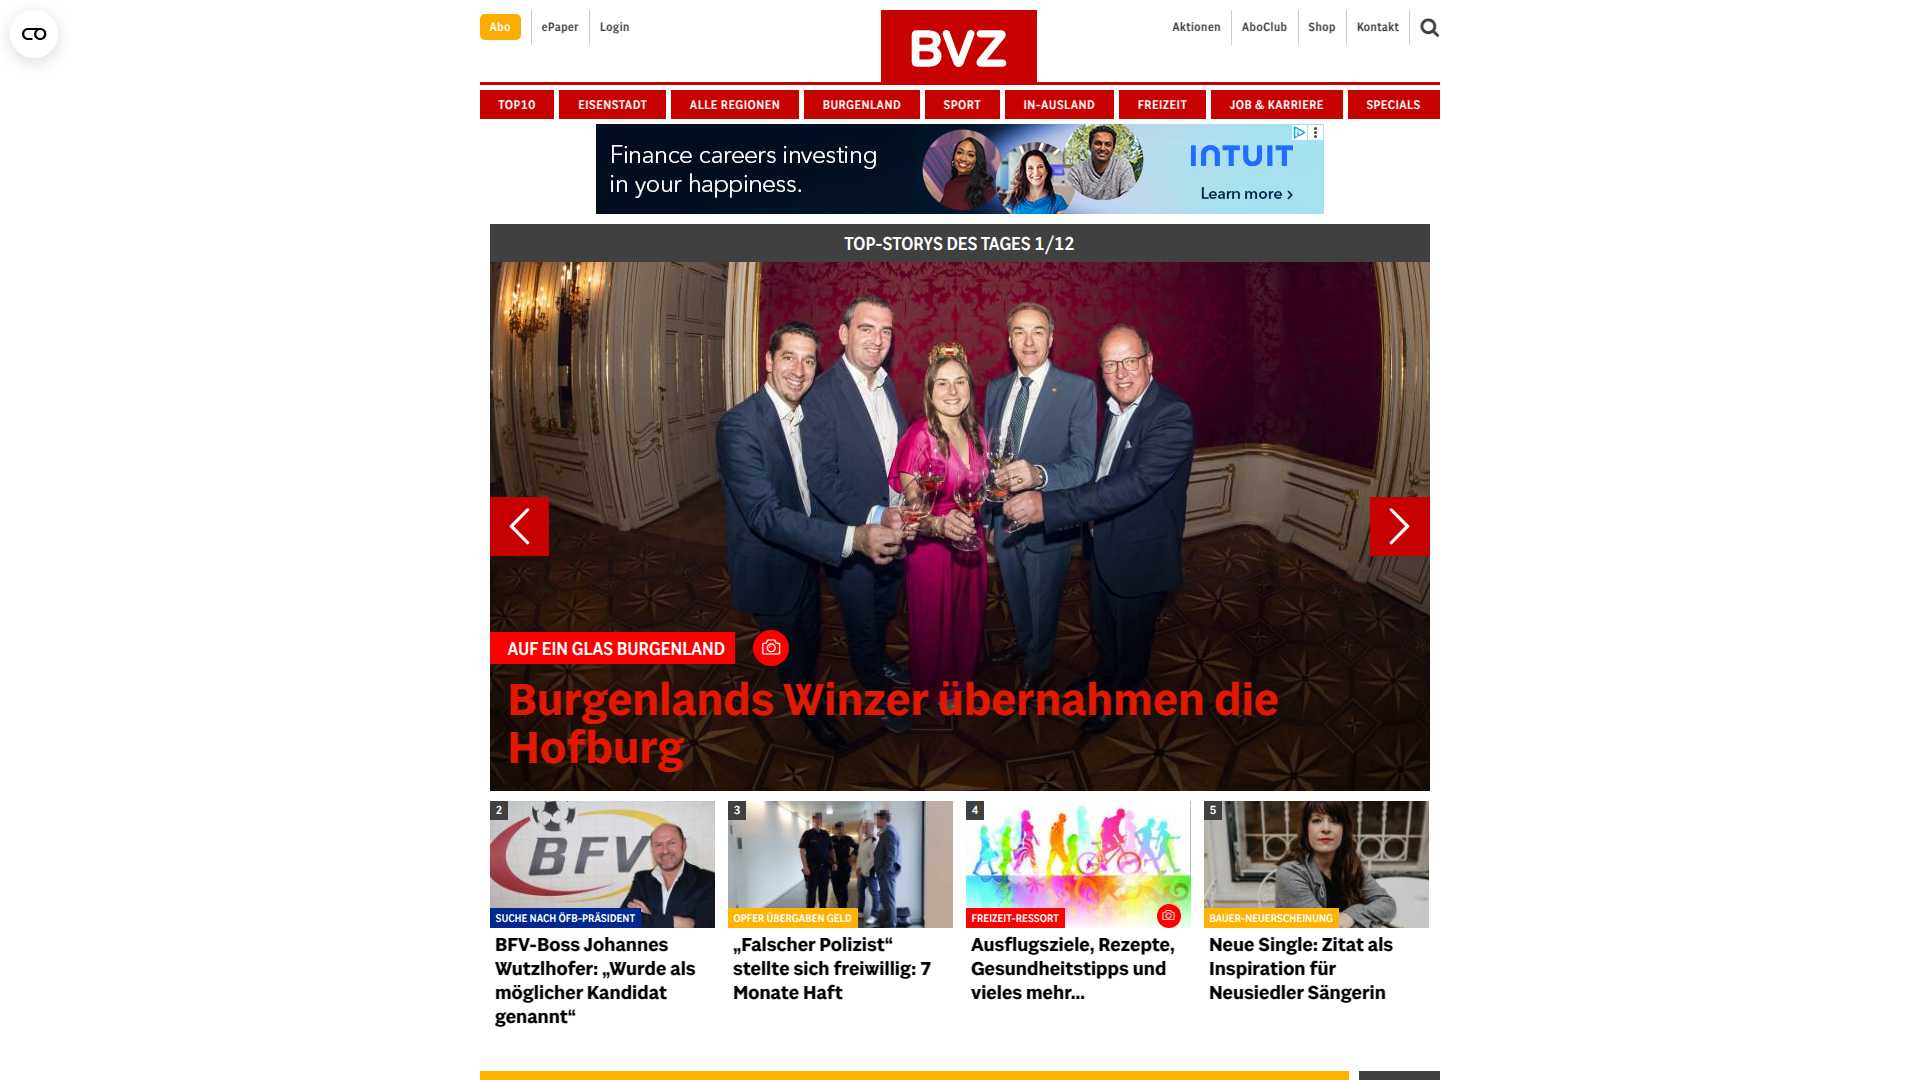 Abo
ePaper
Login
BVZ
Aktionen
AboClub
Shop
Kontakt
TOP10
EISENSTADT
ALLE REGIONEN
BURGENLAND
SPORT
IN-AUSLAND
FREIZEIT
JOB & KARRIERE
SPECIALS
Finance careers investing
in your happiness.
INTUIT
Learn more ›
TOP-STORYS DES TAGES 1/12
AUF EIN GLAS BURGENLAND
Burgenlands Winzer übernahmen die
Hofburg
2
BFV
SUCHE NACH ÖFB-PRÄSIDENT
BFV-Boss Johannes
Wutzlhofer: „Wurde als
möglicher Kandidat
genannt“
3
OPFER ÜBERGABEN GELD
„Falscher Polizist“
stellte sich freiwillig: 7
Monate Haft
4
FREIZEIT-RESSORT
Ausflugsziele, Rezepte,
Gesundheitstipps und
vieles mehr...
5
BAUER-NEUERSCHEINUNG
Neue Single: Zitat als
Inspiration für
Neusiedler Sängerin